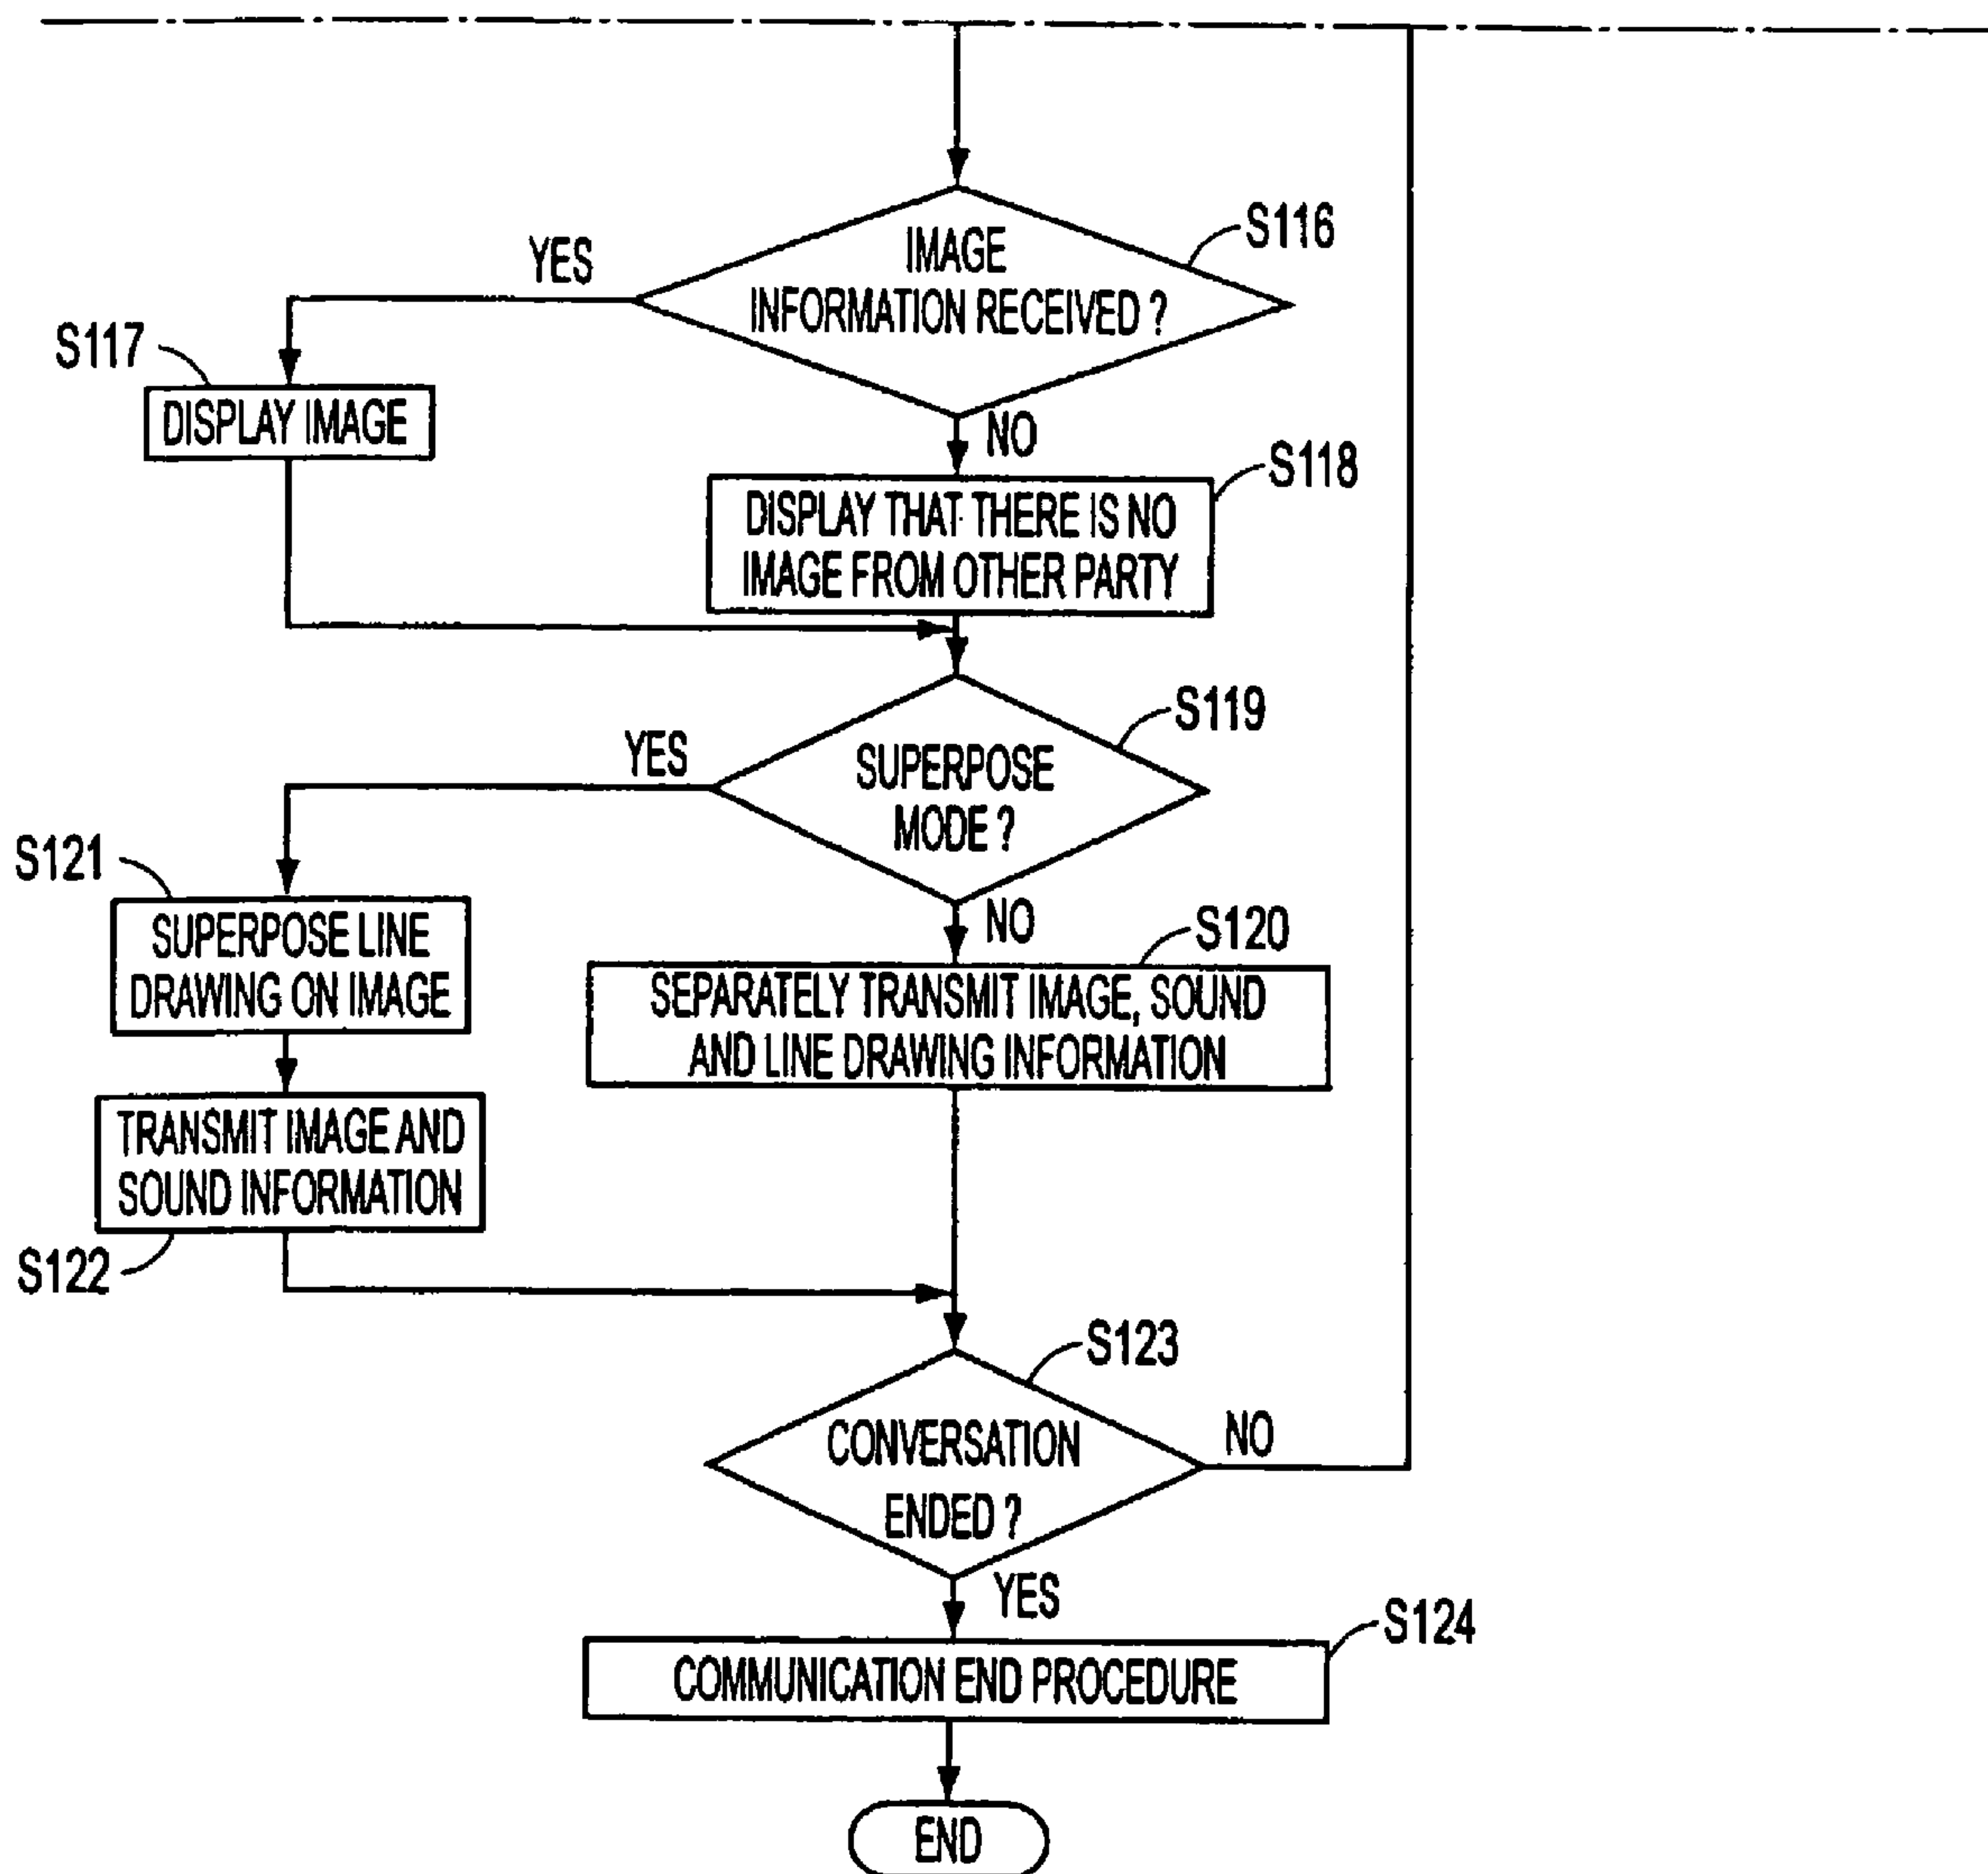 S116
IMAGE
INFORMATION RECEIVED ?
YES
S117
DISPLAY IMAGE
NO
S118
DISPLAY THAT THERE IS NO
IMAGE FROM OTHER PARTY
S119
SUPERPOSE
MODE ?
YES
S121
SUPERPOSE LINE
DRAWING ON IMAGE
NO
S120
SEPARATELY TRANSMIT IMAGE, SOUND
AND LINE DRAWING INFORMATION
TRANSMIT IMAGE AND
SOUND INFORMATION
S122
S123
CONVERSATION
ENDED ?
NO
YES
S124
COMMUNICATION END PROCEDURE
END